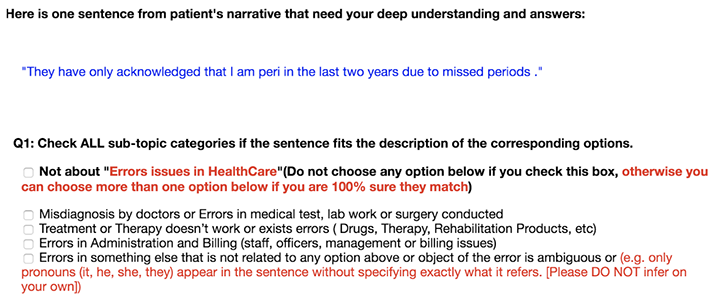 Here is one sentence from patient's narrative that need your deep understanding and answers:
"They have only acknowledged that I am peri in the last two years due to missed periods ."
Q1: Check ALL sub-topic categories if the sentence fits the description of the corresponding options.
Not about "Errors issues in HealthCare"(Do not choose any option below if you check this box, otherwise you
can choose more than one option below if you are 100% sure they match)
Misdiagnosis by doctors or Errors in medical test, lab work or surgery conducted
Treatment or Therapy doesn't work or exists errors ( Drugs, Therapy, Rehabilitation Products, etc)
Errors in Administration and Billing (staff, officers, management or billing issues)
Errors in something else that is not related to any option above or object of the error is ambiguous or (e.g. only
pronouns (it, he, she, they) appear in the sentence without specifying exactly what it refers. [Please DO NOT infer on
your own])